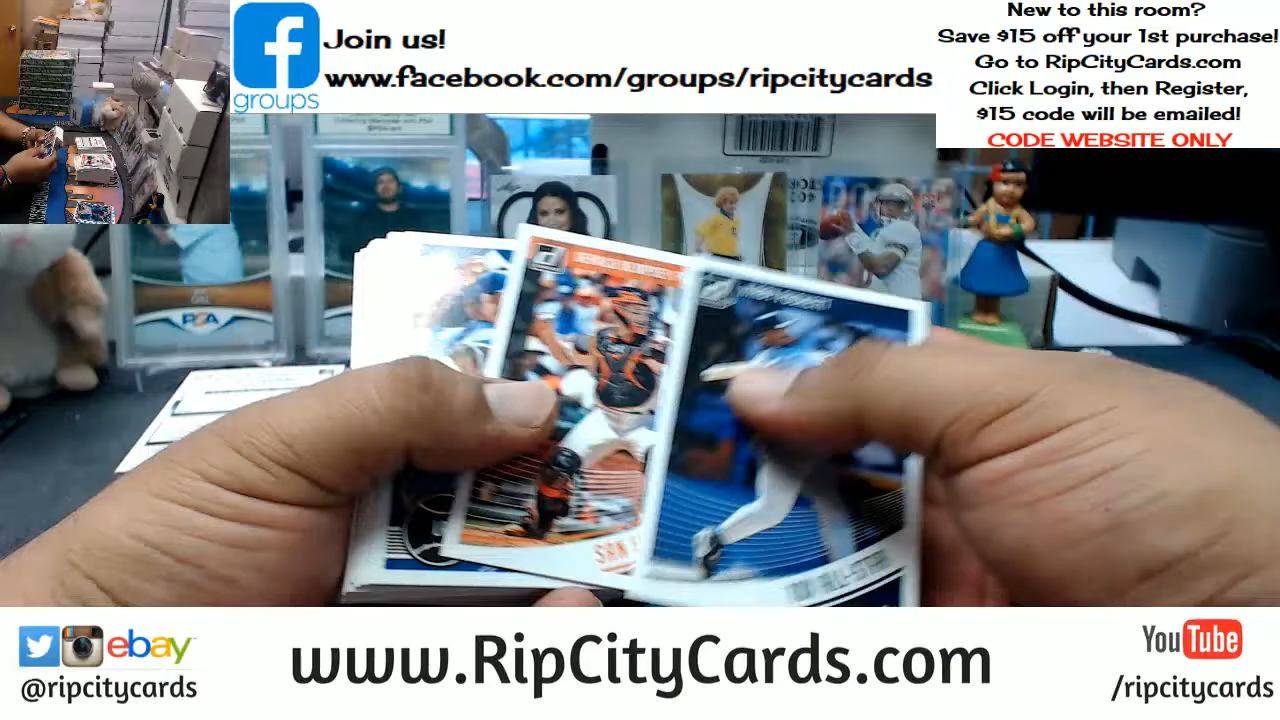 Join us!
www.facebook.com/groups/ripcitycards
groups
New to this room?
Save $15 off your 1st purchase!
Go to RipCityCards.com
Click Login, then Register,
$15 code will be emailed!
CODE WEBSITE ONLY
PSA
SAN
ebay
@ripcitycards
www.RipCityCards.com
YouTube
/ripcitycards